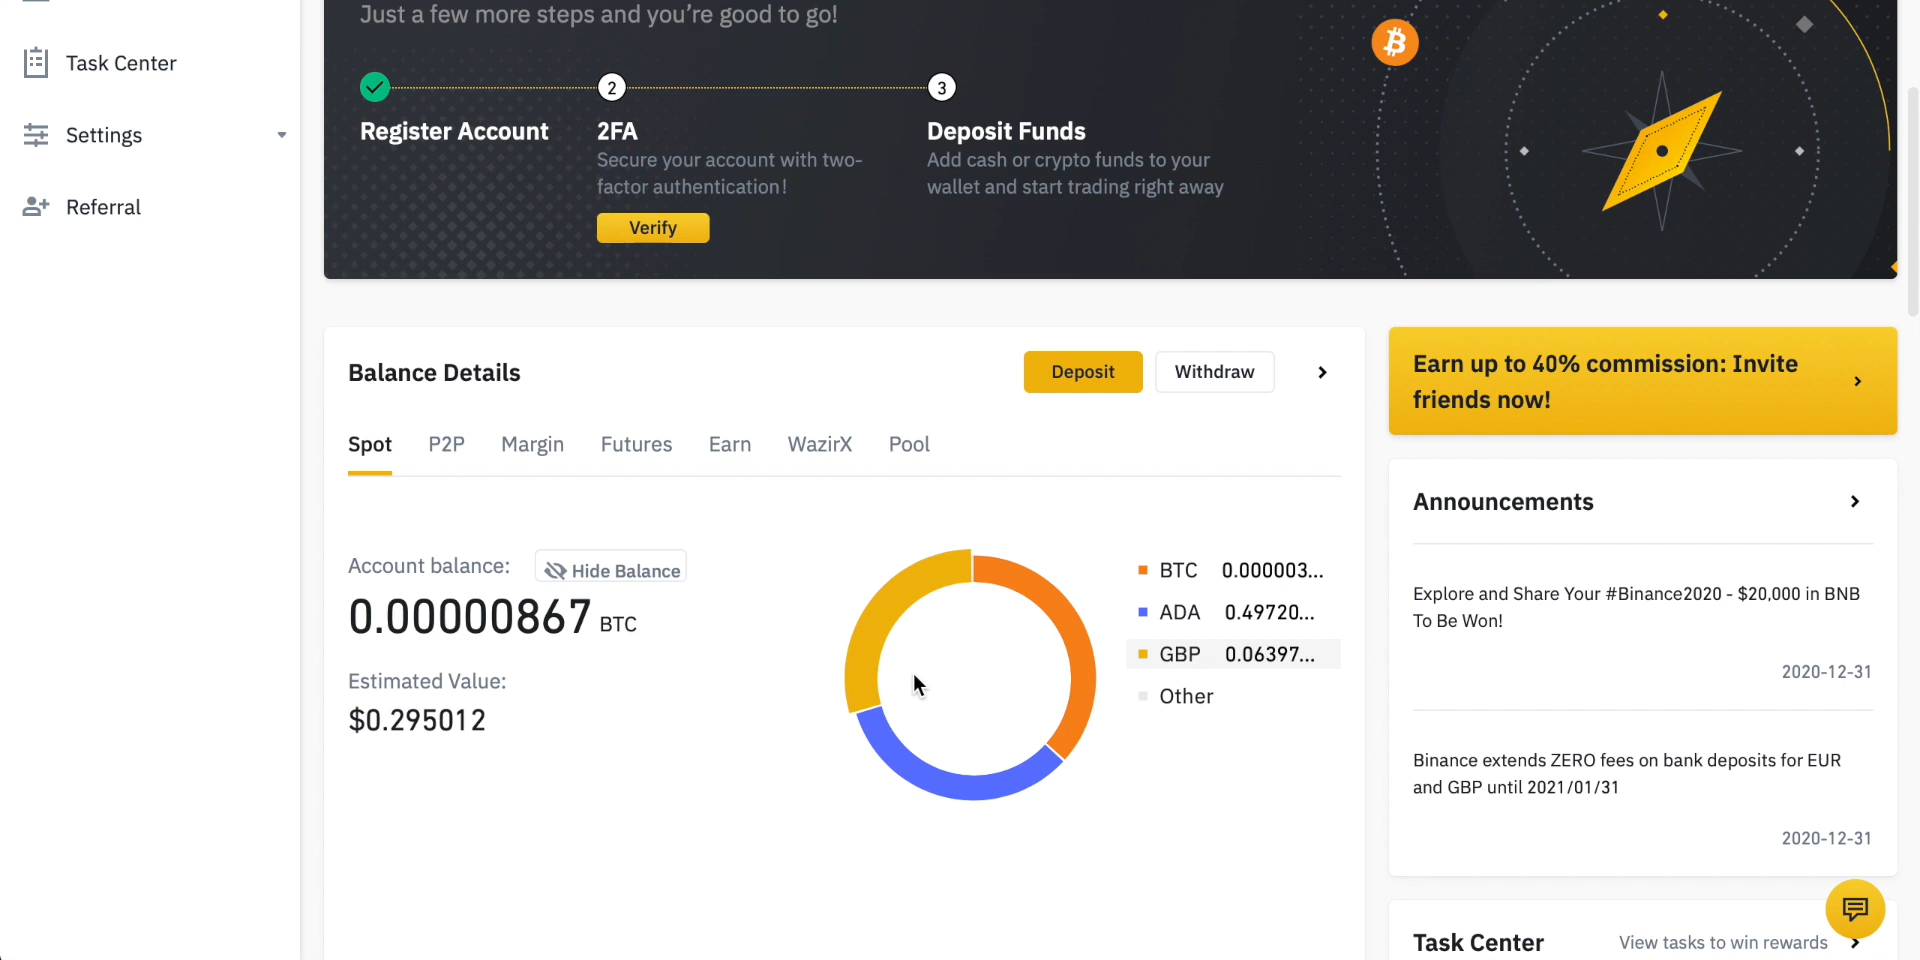 Just a few more steps and you’re good to go!
Task Center
Settings
Referral
2
3
Register Account
2FA
Secure your account with two-
factor authentication!
Verify
Deposit Funds
Add cash or crypto funds to your
wallet and start trading right away
Balance Details
Deposit
Withdraw
Spot
P2P
Margin
Futures
Earn
WazirX
Pool
Account balance:
Hide Balance
0.00000867 BTC
Estimated Value:
$0.295012
BTC 0.000003...
ADA 0.49720...
GBP 0.06397...
Other
Earn up to 40% commission: Invite
friends now!
Announcements
Explore and Share Your #Binance2020 - $20,000 in BNB
To Be Won!
2020-12-31
Binance extends ZERO fees on bank deposits for EUR
and GBP until 2021/01/31
2020-12-31
Task Center
View tasks to win rewards